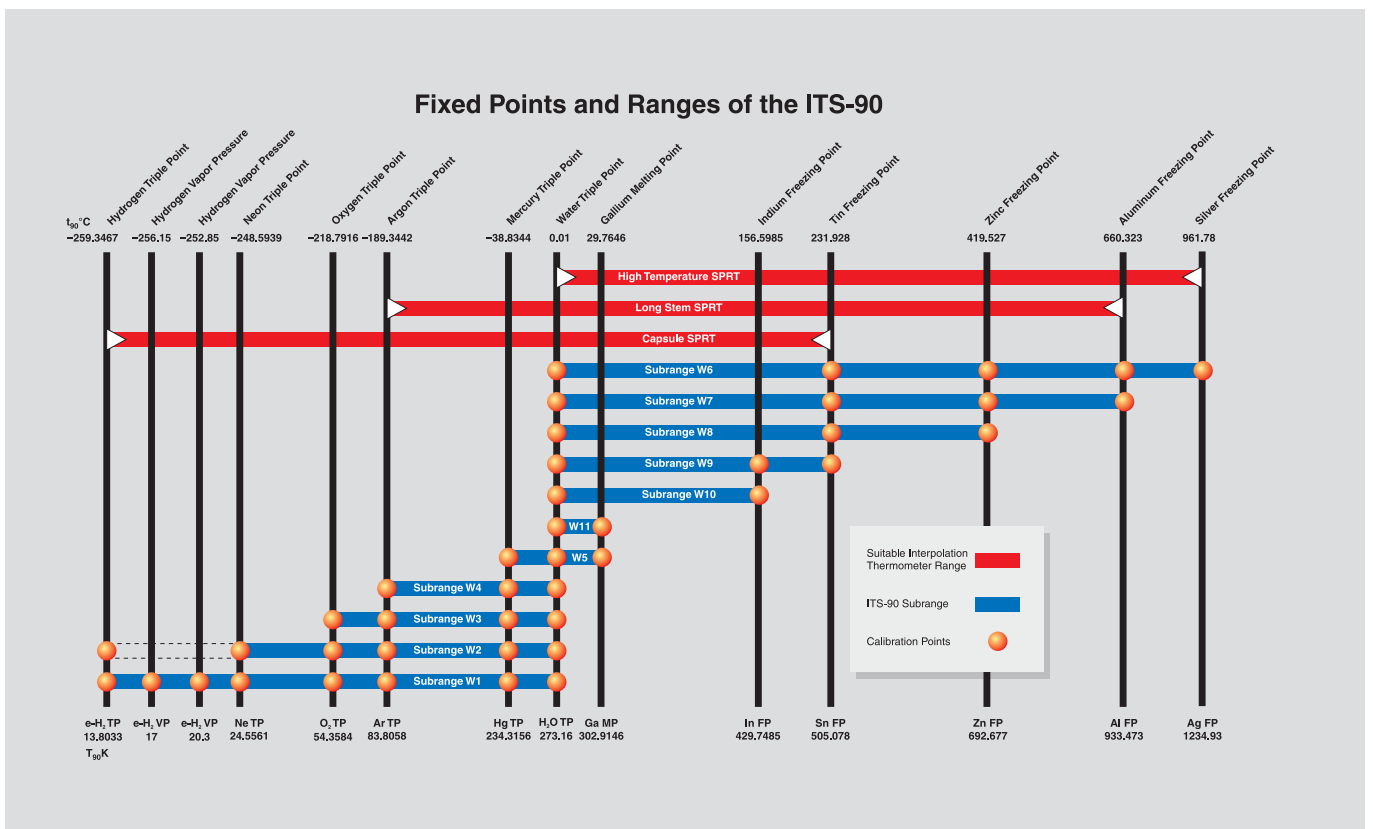 Fixed Points and Ranges of the ITS-90
Hydrogen Triple Point
Hydrogen Vapor Pressure
Hydrogen Vapor Pressure
Neon Triple Point
Oxygen Triple Point
Argon Triple Point
Mercury Triple Point
Water Triple Point
Gallium Melting Point
Indium Freezing Point
Tin Freezing Point
Zinc Freezing Point
Aluminum Freezing Point
Silver Freezing Point
t₉₀°C
–259.3467 –256.15 –252.85 –248.5939 –218.7916 –189.3442 –38.8344 0.01 29.7646 156.5985 231.928 419.527 660.323 961.78
High Temperature SPRT
Long Stem SPRT
Capsule SPRT
Subrange W6
Subrange W7
Subrange W8
Subrange W9
Subrange W10
W11
W5
Subrange W4
Subrange W3
Subrange W2
Subrange W1
Suitable Interpolation
Thermometer Range
ITS-90 Subrange
Calibration Points
e-H₂ TP e-H₂ VP e-H₂ VP Ne TP O₂ TP Ar TP Hg TP H₂O TP Ga MP In FP Sn FP Zn FP Al FP Ag FP
13.8033 17 20.3 24.5561 54.3584 83.8058 234.3156 273.16 302.9146 429.7485 505.078 692.677 933.473 1234.93
T₉₀K